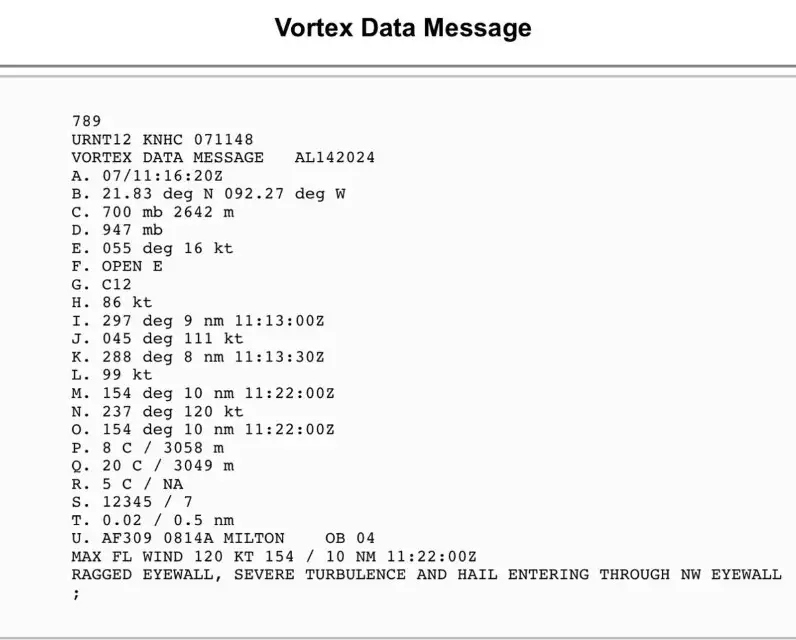 Vortex Data Message
789
URNT12 KNHC 071148
VORTEX DATA MESSAGE   AL142024
A. 07/11:16:20Z
B. 21.83 deg N 092.27 deg W
C. 700 mb 2642 m
D. 947 mb
E. 055 deg 16 kt
F. OPEN E
G. C12
H. 86 kt
I. 297 deg 9 nm 11:13:00Z
J. 045 deg 111 kt
K. 288 deg 8 nm 11:13:30Z
L. 99 kt
M. 154 deg 10 nm 11:22:00Z
N. 237 deg 120 kt
O. 154 deg 10 nm 11:22:00Z
P. 8 C / 3058 m
Q. 20 C / 3049 m
R. 5 C / NA
S. 12345 / 7
T. 0.02 / 0.5 nm
U. AF309 0814A MILTON    OB 04
MAX FL WIND 120 KT 154 / 10 NM 11:22:00Z
RAGGED EYEWALL, SEVERE TURBULENCE AND HAIL ENTERING THROUGH NW EYEWALL
;